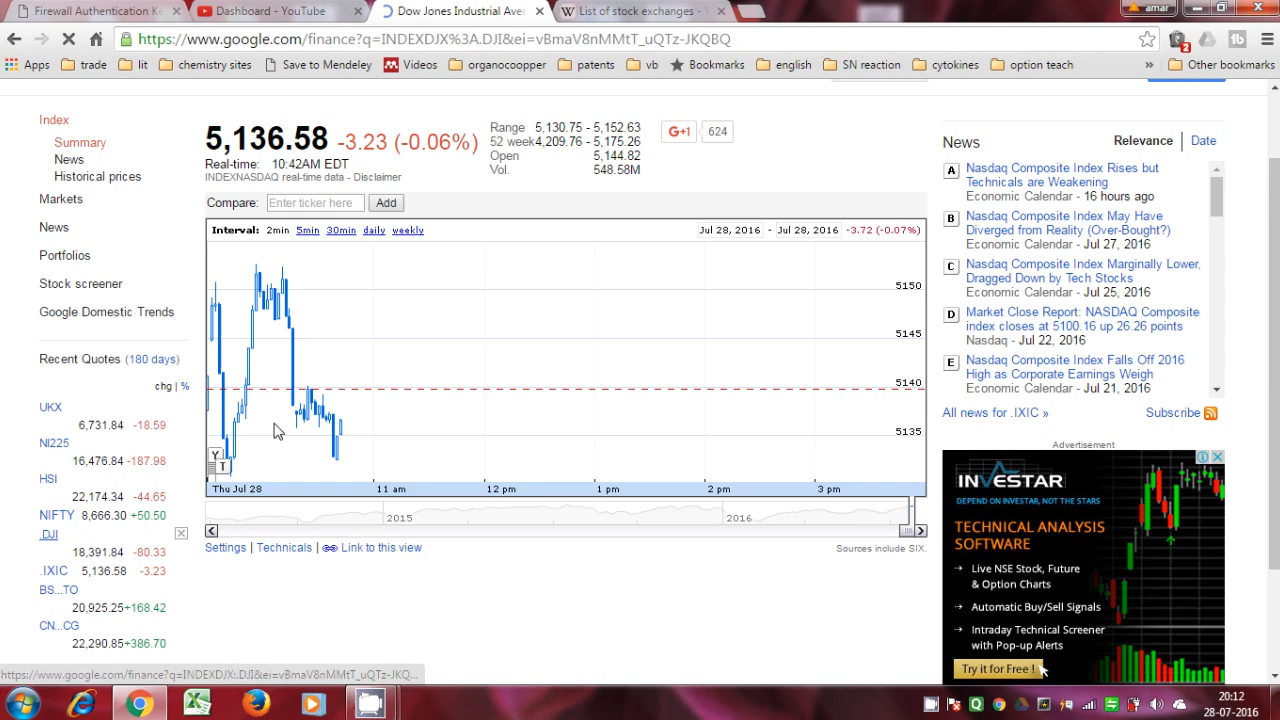 Firewall Authentication Ke
Dashboard - YouTube
Dow Jones Industrial Aver
List of stock exchanges -
amar
https://www.google.com/finance?q=INDEXDJX%3A.DJI&ei=vBmaV8nMMtT_uQTz-JKQBQ
2
Apps
trade
lit
chemistry sites
Save to Mendeley
Videos
organocopper
patents
vb
Bookmarks
english
SN reaction
cytokines
option teach
»
Other bookmarks
Index
Summary
News
Historical prices
Markets
News
Portfolios
Stock screener
Google Domestic Trends
Recent Quotes (180 days)
chg | %
UKX
6,731.84 -18.59
NI225
16,476.84 -187.98
HSI
22,174.34 -44.65
NIFTY 8,666.30 +50.50
.DJI
18,391.84 -80.33
.IXIC 5,136.58 -3.23
BS...TO
20,925.25 +168.42
CN...CG
22,290.85 +386.70
5,136.58 -3.23 (-0.06%)
Real-time: 10:42AM EDT
INDEXNASDAQ real-time data - Disclaimer
Range 5,130.75 - 5,152.63
52 week 4,209.76 - 5,175.26
Open 5,144.82
Vol. 548.58M
G+1 624
Compare: Enter ticker here Add
Interval: 2min 5min 30min daily weekly
Jul 28, 2016 - Jul 28, 2016 -3.72 (-0.07%)
5150
5145
5140
5135
Y
T
Thu Jul 28 11 am 12 pm 1 pm 2 pm 3 pm
2015 2016
Settings | Technicals | Link to this view
Sources include SIX.
News Relevance | Date
A Nasdaq Composite Index Rises but
Technicals are Weakening
Economic Calendar - 16 hours ago
B Nasdaq Composite Index May Have
Diverged from Reality (Over-Bought?)
Economic Calendar - Jul 27, 2016
C Nasdaq Composite Index Marginally Lower,
Dragged Down by Tech Stocks
Economic Calendar - Jul 25, 2016
D Market Close Report: NASDAQ Composite
index closes at 5100.16 up 26.26 points
Nasdaq - Jul 22, 2016
E Nasdaq Composite Index Falls Off 2016
High as Corporate Earnings Weigh
Economic Calendar - Jul 21, 2016
All news for .IXIC »
Subscribe
Advertisement
INVESTAR
DEPEND ON INVESTAR, NOT THE STARS
TECHNICAL ANALYSIS
SOFTWARE
Live NSE Stock, Future
& Option Charts
Automatic Buy/Sell Signals
Intraday Technical Screener
with Pop-up Alerts
Try it for Free !
https://www.google.com/finance?q=INDEXDJX:.DJI&ei=vBmaV8nMMtT_uQTz-JKQ...
20:12
28-07-2016